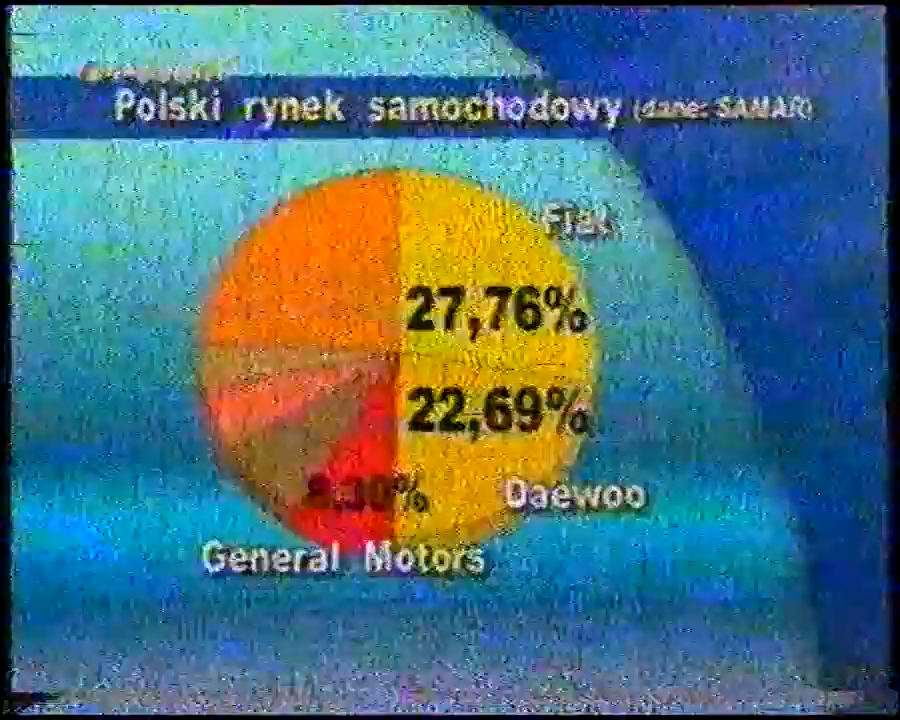 Polski rynek samochodowy (dane: SAMAR)
Fiat
27,76%
22,69%
Daewoo
General Motors